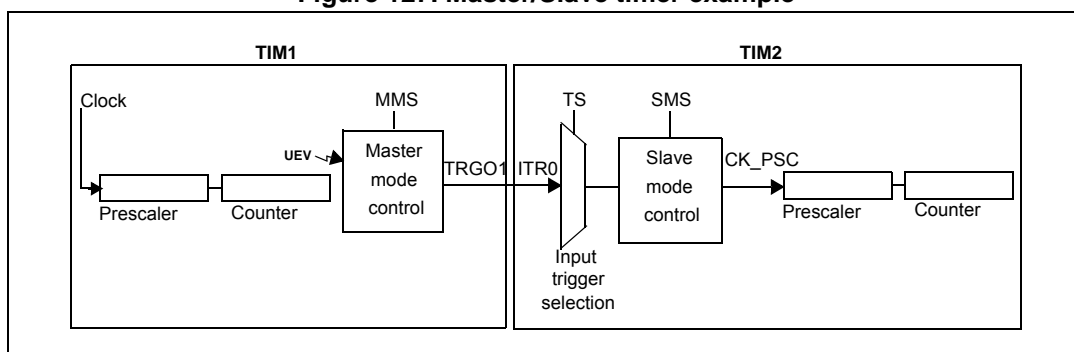 Figure 127. Master/Slave timer example
TIM1
TIM2
Clock
MMS
TS
SMS
UEV
Master
mode
control
TRGO1
ITR0
Slave
mode
control
CK_PSC
Prescaler
Counter
Prescaler
Counter
Input
trigger
selection